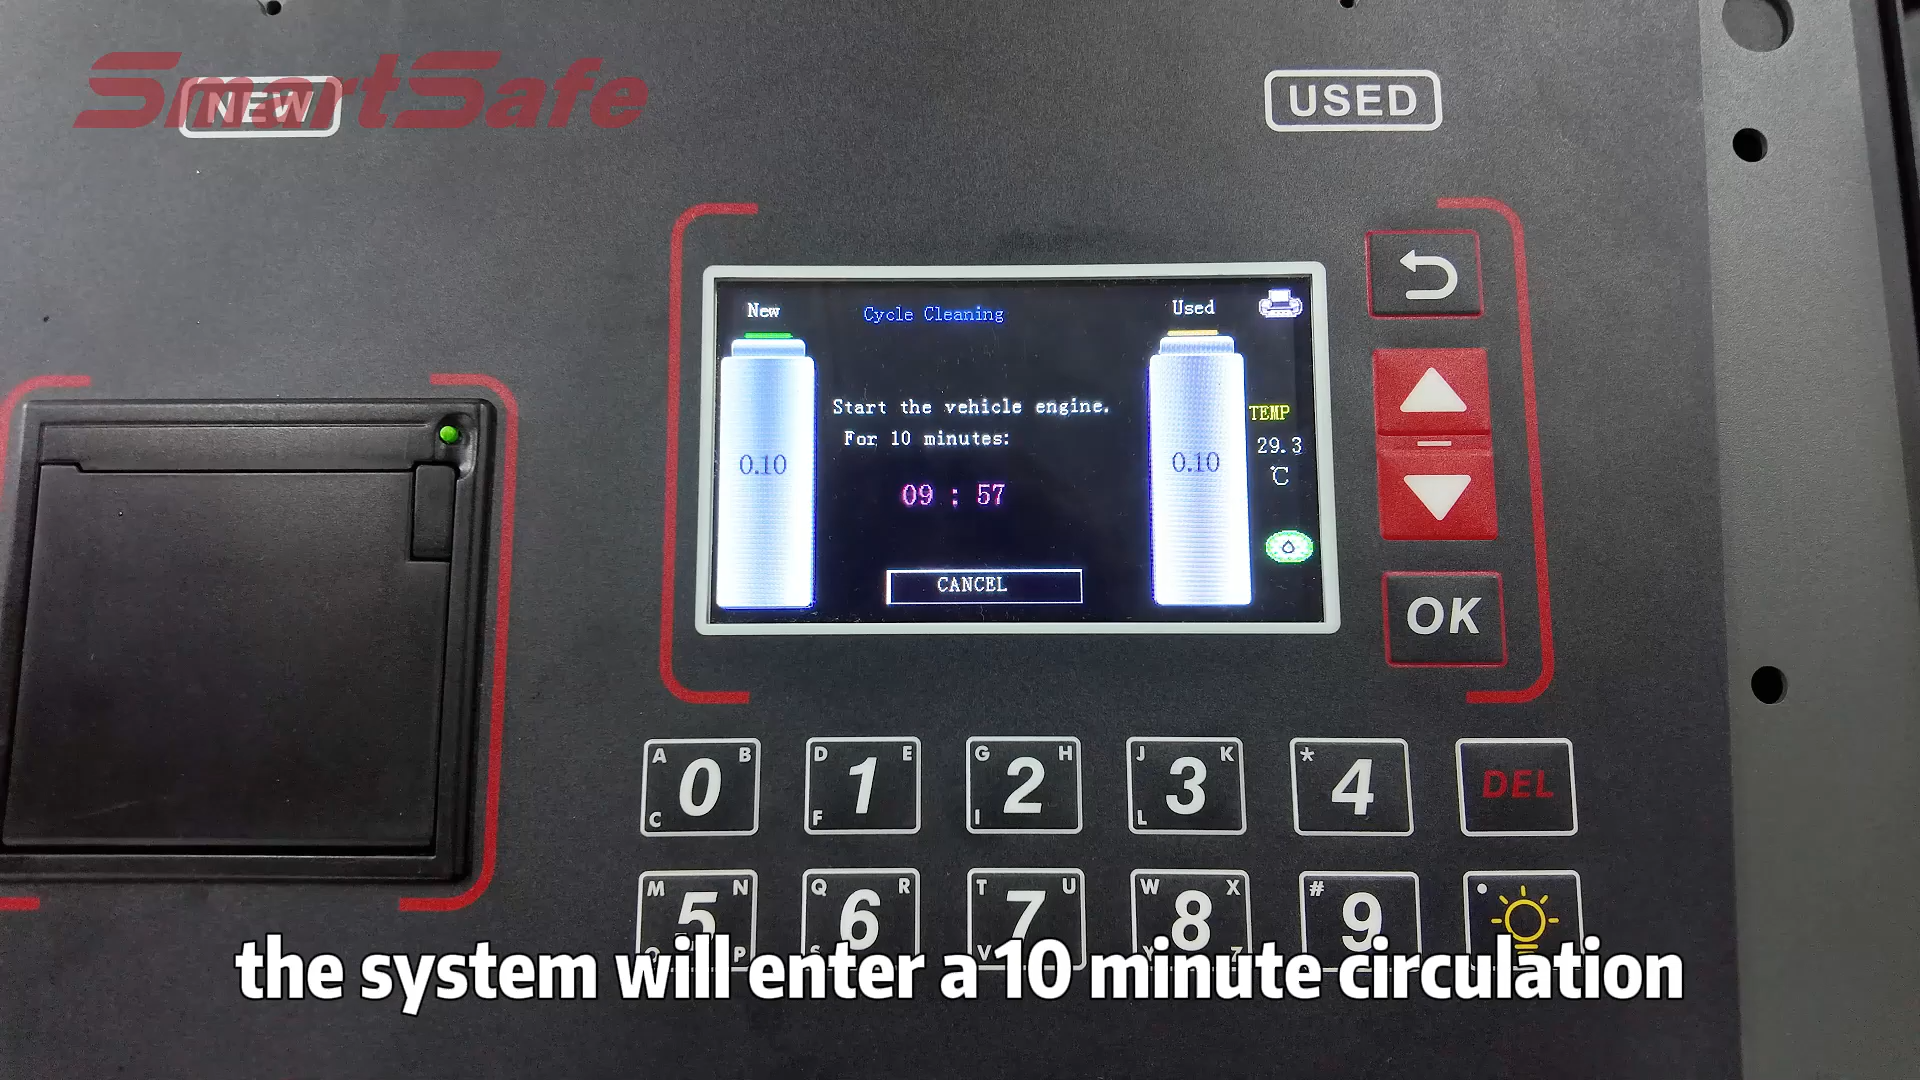 SmartSafe
NEW
USED
New
Cycle Cleaning
Used
Start the vehicle engine.
For 10 minutes:
TEMP
29.3
℃
0.10
0.10
09 : 57
CANCEL
OK
A B
0
C
D E
1
F
G H
2
I
J K
3
L
*
4
DEL
M N
5
P
Q R
6
T U
7
V
W X
8
#
9
the system will enter a 10 minute circulation